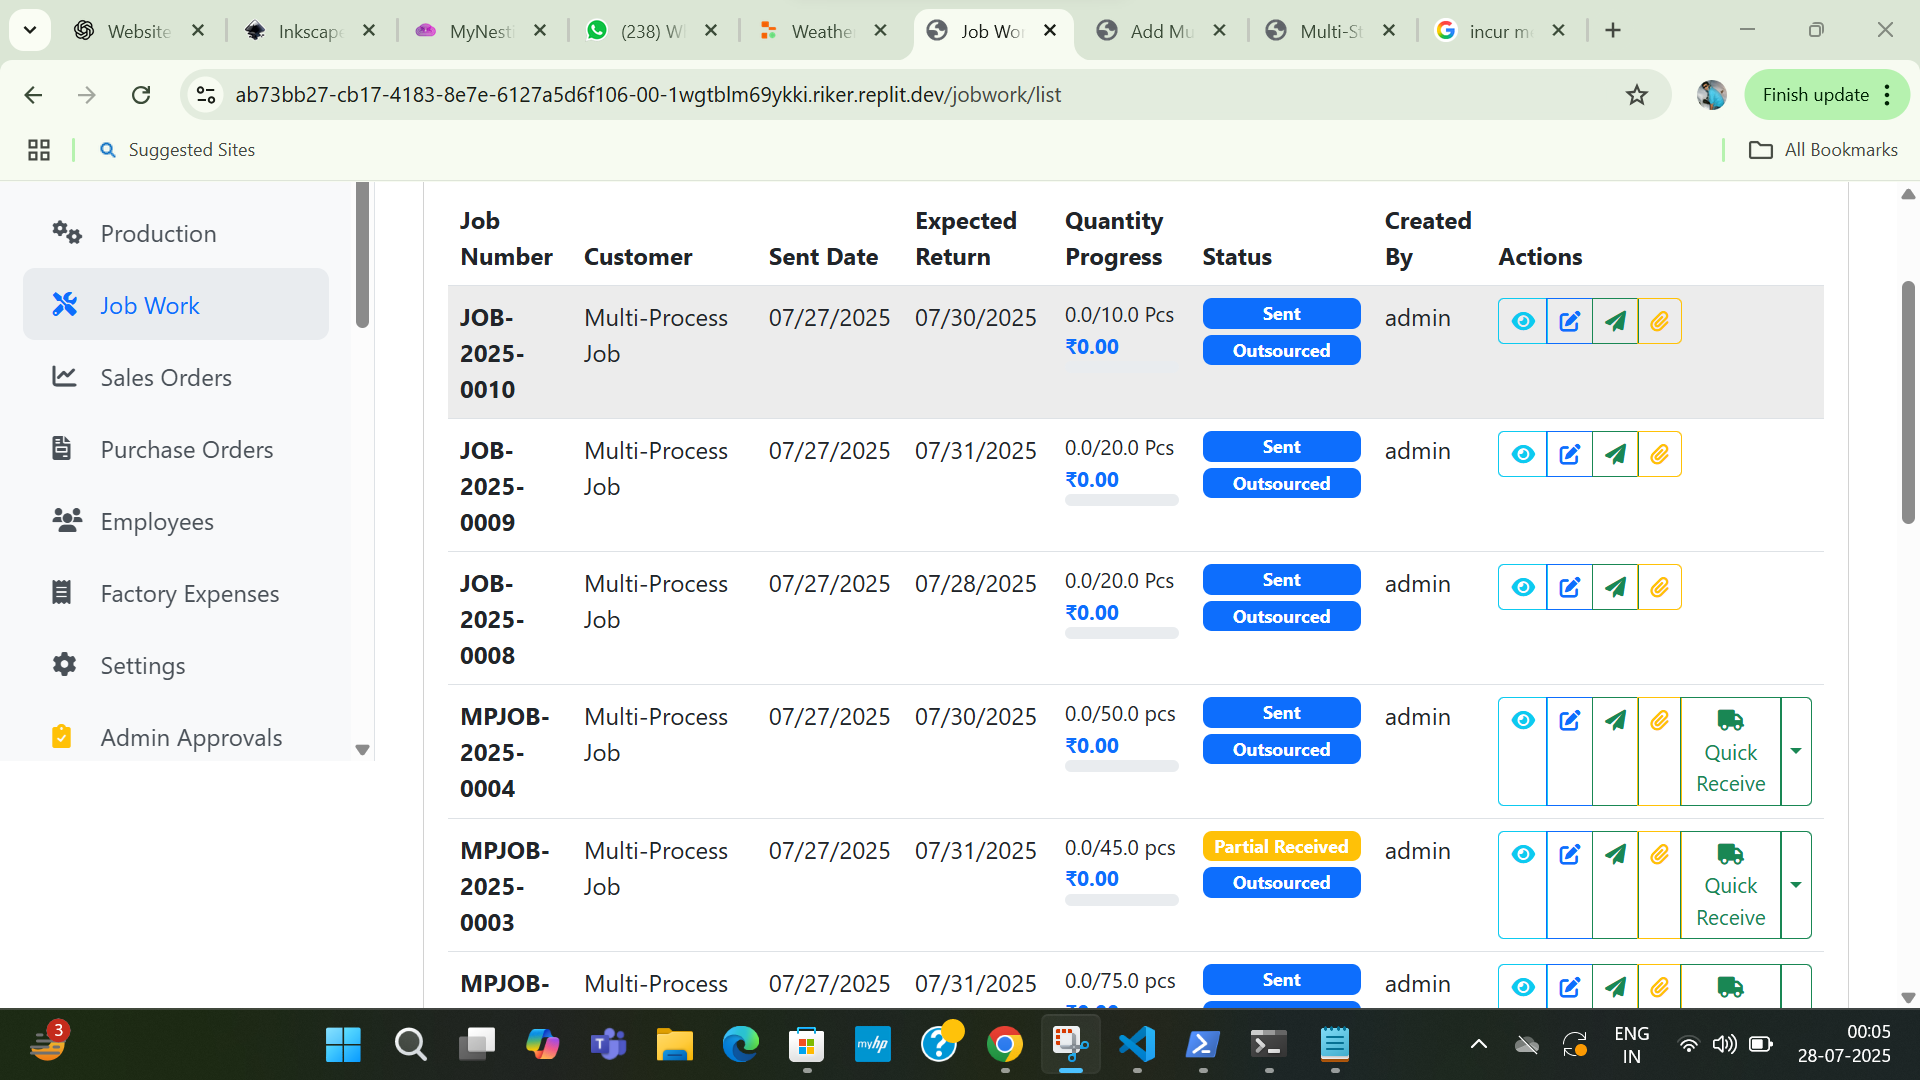 Website
Inkscape
MyNesti
(238) W
Weathe
Job Wor
Add Mu
Multi-St
incur me
ab73bb27-cb17-4183-8e7e-6127a5d6f106-00-1wgtblm69ykki.riker.replit.dev/jobwork/list
Finish update
Suggested Sites
All Bookmarks
Production
Job Work
Sales Orders
Purchase Orders
Employees
Factory Expenses
Settings
Admin Approvals
Job Number Customer Sent Date Expected Return Quantity Progress Status Created By Actions
JOB-2025-0010 Multi-Process Job 07/27/2025 07/30/2025 0.0/10.0 Pcs ₹0.00 Sent Outsourced admin
JOB-2025-0009 Multi-Process Job 07/27/2025 07/31/2025 0.0/20.0 Pcs ₹0.00 Sent Outsourced admin
JOB-2025-0008 Multi-Process Job 07/27/2025 07/28/2025 0.0/20.0 Pcs ₹0.00 Sent Outsourced admin
MPJOB-2025-0004 Multi-Process Job 07/27/2025 07/30/2025 0.0/50.0 pcs ₹0.00 Sent Outsourced admin Quick Receive
MPJOB-2025-0003 Multi-Process Job 07/27/2025 07/31/2025 0.0/45.0 pcs ₹0.00 Partial Received Outsourced admin Quick Receive
MPJOB- Multi-Process 07/27/2025 07/31/2025 0.0/75.0 pcs Sent admin
3
myhp
ENG
IN
00:05
28-07-2025